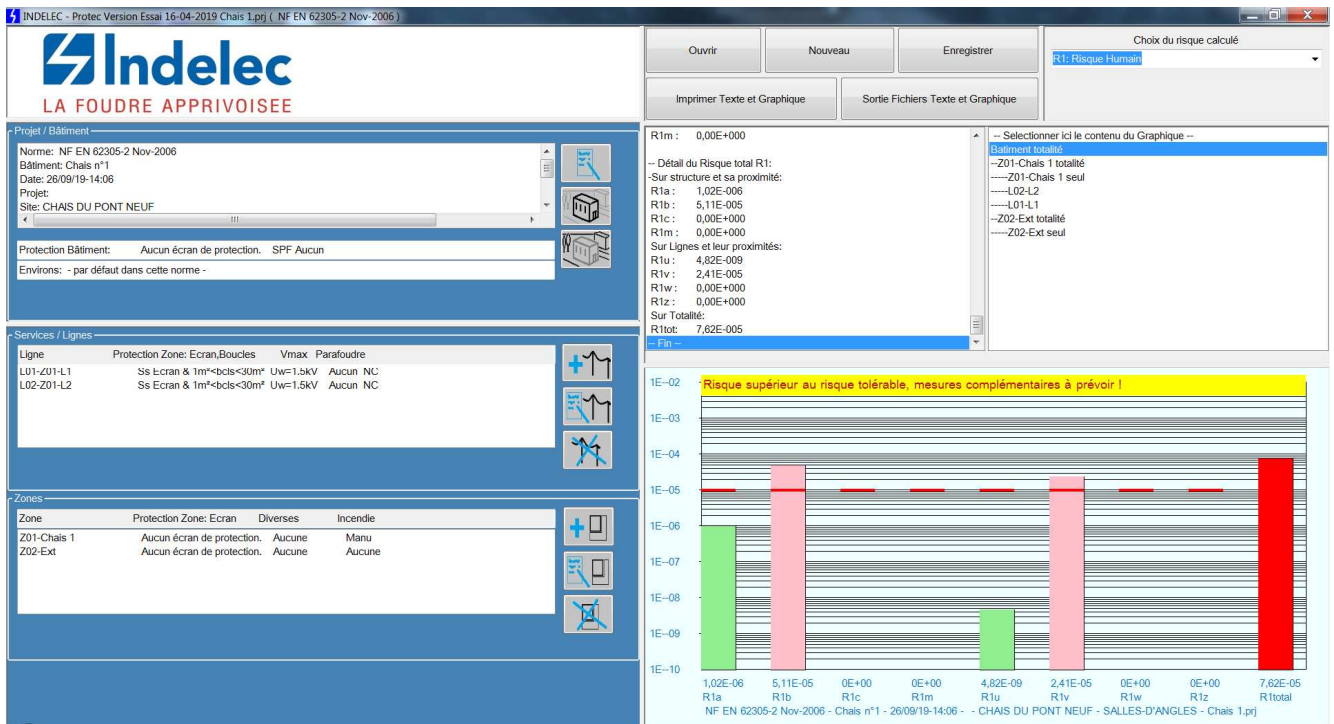 INDELEC - Protec Version Essai 16-04-2019 Chais 1.prj ( NF EN 62305-2 Nov-2006 )
Indelec
LA FOUDRE APPRIVOISEE
Ouvrir
Nouveau
Enregistrer
Imprimer Texte et Graphique
Sortie Fichiers Texte et Graphique
Choix du risque calculé
R1: Risque Humain
Projet / Bâtiment
Norme: NF EN 62305-2 Nov-2006
Bâtiment: Chais n°1
Date: 26/09/19-14:06
Projet:
Site: CHAIS DU PONT NEUF
Protection Bâtiment: Aucun écran de protection. SPF Aucun
Environs: - par défaut dans cette norme -
Services / Lignes
Ligne Protection Zone: Ecran,Boucles Vmax Parafoudre
L01-Z01-L1 Ss Ecran & 1m²<bcls<30m² Uw=1.5kV Aucun NC
L02-Z01-L2 Ss Ecran & 1m²<bcls<30m² Uw=1.5kV Aucun NC
Zones
Zone Protection Zone: Ecran Diverses Incendie
Z01-Chais 1 Aucun écran de protection. Aucune Manu
Z02-Ext Aucun écran de protection. Aucune Aucune
R1m : 0,00E+000
-- Détail du Risque total R1:
-Sur structure et sa proximité:
R1a : 1,02E-006
R1b : 5,11E-005
R1c : 0,00E+000
R1m : 0,00E+000
Sur Lignes et leur proximités:
R1u : 4,82E-009
R1v : 2,41E-005
R1w : 0,00E+000
R1z : 0,00E+000
Sur Totalité:
R1tot: 7,62E-005
-- Fin --
-- Selectionner ici le contenu du Graphique --
Batiment totalité
--Z01-Chais 1 totalité
-----Z01-Chais 1 seul
-----L02-L2
-----L01-L1
--Z02-Ext totalité
-----Z02-Ext seul
Risque supérieur au risque tolérable, mesures complémentaires à prévoir !
1E--02
1E--03
1E--04
1E--05
1E--06
1E--07
1E--08
1E--09
1E--10
1,02E-06 5,11E-05 0E+00 0E+00 4,82E-09 2,41E-05 0E+00 0E+00 7,62E-05
R1a R1b R1c R1m R1u R1v R1w R1z R1total
NF EN 62305-2 Nov-2006 - Chais n°1 - 26/09/19-14:06 - - CHAIS DU PONT NEUF - SALLES-D'ANGLES - Chais 1.prj